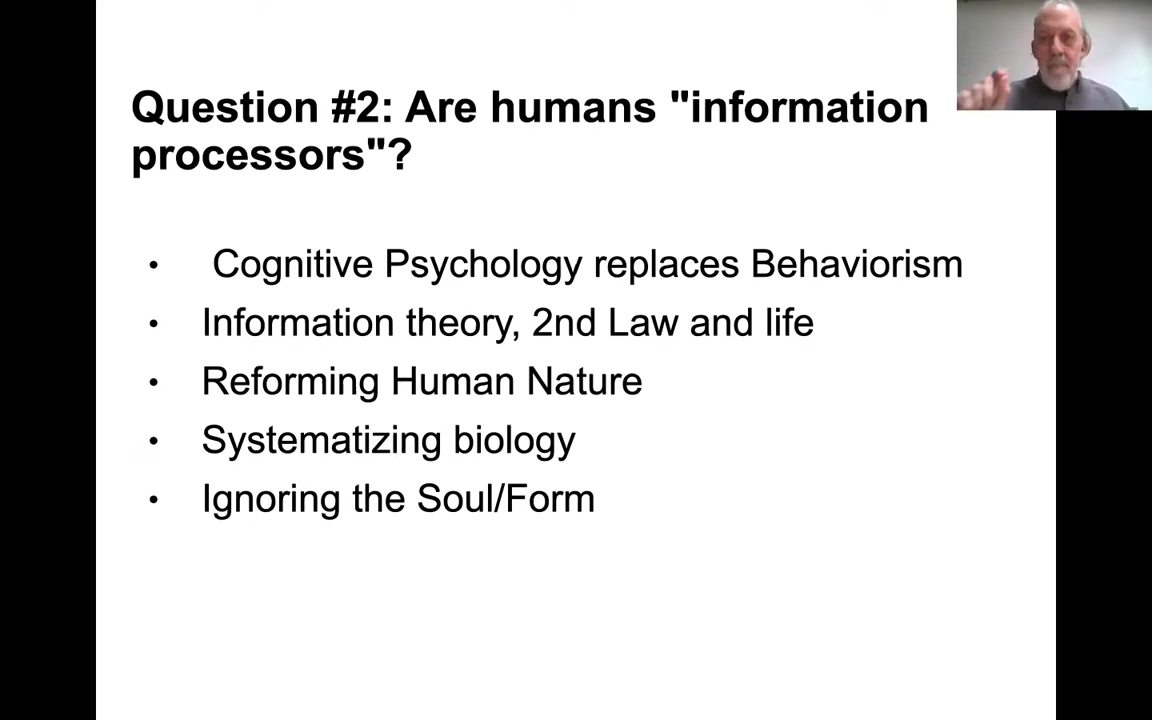 Question #2: Are humans "information
processors"?
• Cognitive Psychology replaces Behaviorism
• Information theory, 2nd Law and life
• Reforming Human Nature
• Systematizing biology
• Ignoring the Soul/Form